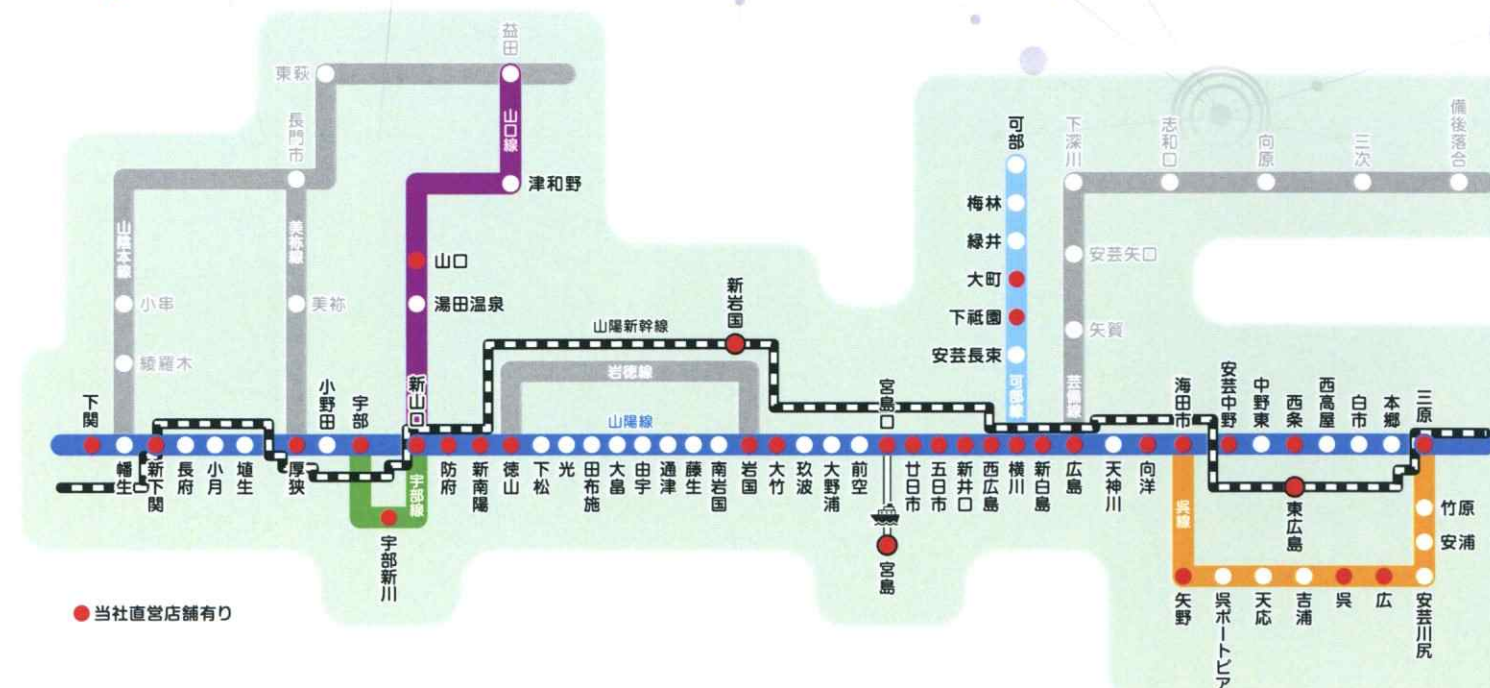 益田
東萩
長門市
山口線
津和野
山陰本線
美祢線
山口
小串
美祢
湯田温泉
綾羅木
新岩国
山陽新幹線
岩徳線
山陽線
可部
梅林
緑井
大町
下祗園
安芸長束
可部線
下深川
志和口
向原
三次
備後落合
安芸矢口
矢賀
芸備線
下関
幡生
新下関
長府
小月
埴生
厚狭
小野田
宇部
新山口
宇部線
宇部新川
防府
新南陽
徳山
下松
光
田布施
大畠
由宇
通津
藤生
南岩国
岩国
大竹
玖波
大野浦
前空
宮島口
宮島
廿日市
五日市
新井口
西広島
横川
新白島
広島
天神川
向洋
海田市
安芸中野
中野東
西条
西高屋
白市
本郷
三原
東広島
呉線
竹原
安浦
矢野
呉ポートピア
天応
吉浦
呉
広
安芸川尻
当社直営店舗有り